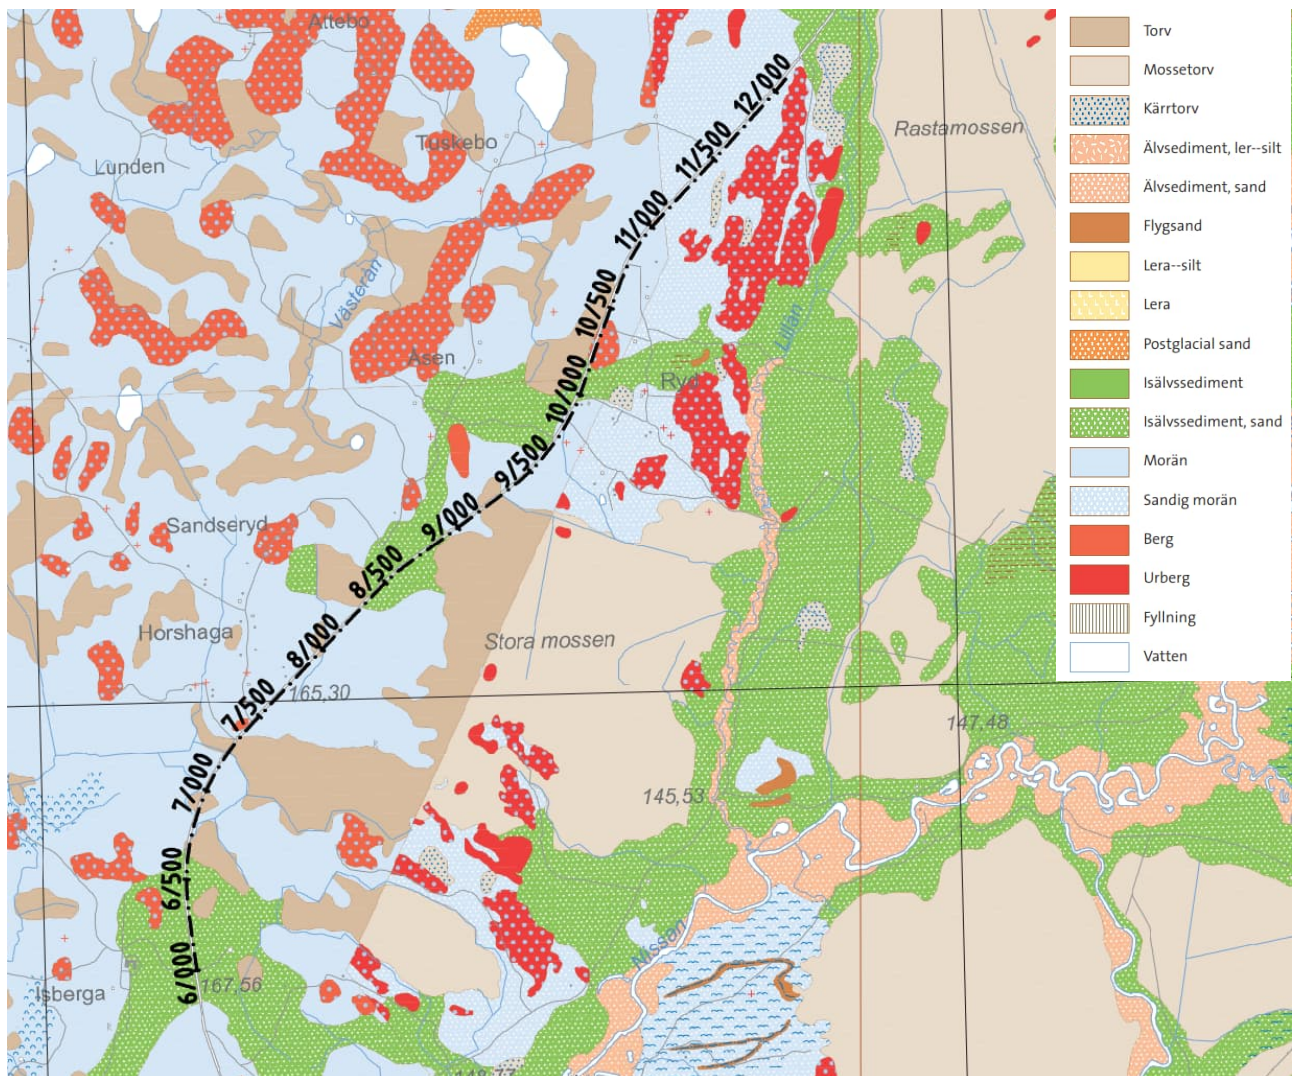 Attebo
Tuskebo
Lunden
Västerån
Åsen
Sandseryd
Horshaga
Isberga
Rastamossen
Liljan
Ryd
Stora mossen
Nissan
165,30
145,53
147,48
167,56
12/000
11/500
11/000
10/500
10/000
9/500
9/000
8/500
8/000
7/500
7/000
6/500
6/000
Torv
Mossetorv
Kärrtorv
Älvsediment, ler--silt
Älvsediment, sand
Flygsand
Lera--silt
Lera
Postglacial sand
Isälvssediment
Isälvssediment, sand
Morän
Sandig morän
Berg
Urberg
Fyllning
Vatten